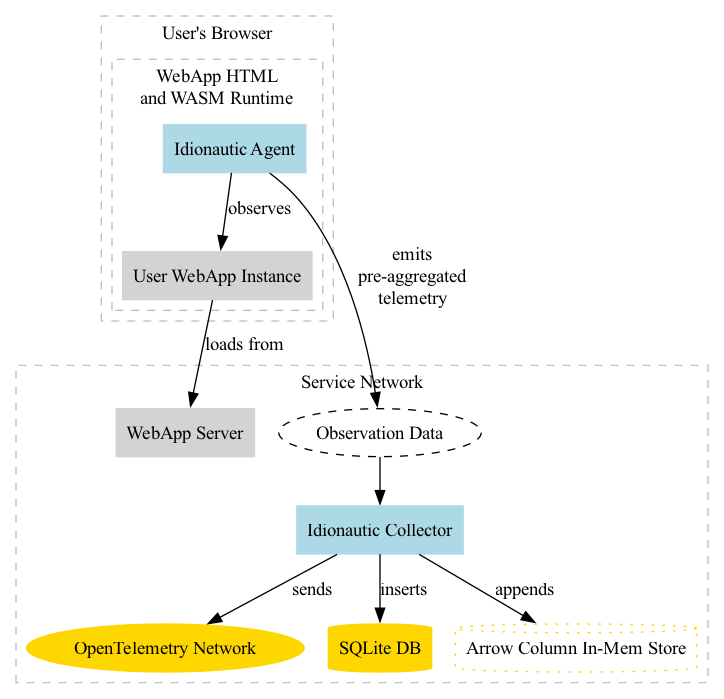 User's Browser
WebApp HTML
and WASM Runtime
Idionautic Agent
observes
emits
pre-aggregated
telemetry
User WebApp Instance
loads from
Service Network
WebApp Server
Observation Data
Idionautic Collector
sends
inserts
appends
OpenTelemetry Network
SQLite DB
Arrow Column In-Mem Store